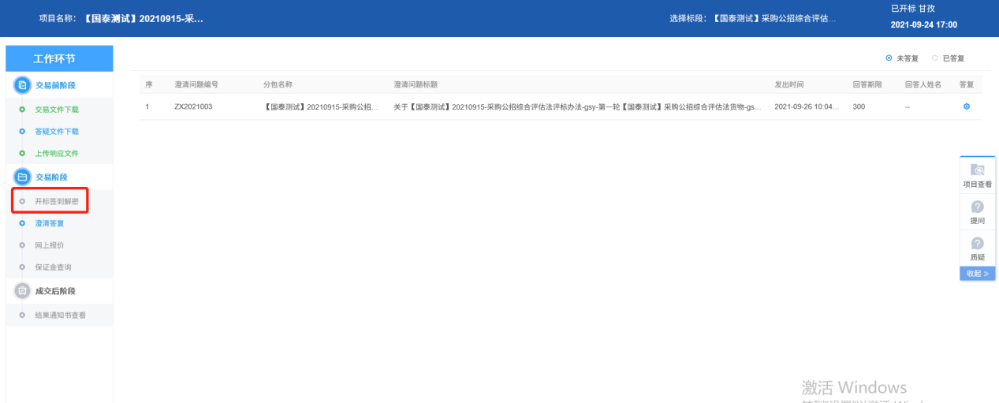 项目名称：【国泰测试】20210915-采...
选择标段：【国泰测试】采购公招综合评估...
已开标 甘孜
2021-09-24 17:00
工作环节
交易前阶段
交易文件下载
答疑文件下载
上传响应文件
交易阶段
开标签到解密
澄清答复
网上报价
保证金查询
成交后阶段
结果通知书查看
未答复 已答复
序 澄清问题编号 分包名称 澄清问题标题 发出时间 回答期限 回答人姓名 答复
1 ZX2021003 【国泰测试】20210915-采购公招... 关于【国泰测试】20210915-采购公招综合评估法评标办法-gsy-第一轮【国泰测试】采购公招综合评估法货物-gs... 2021-09-26 10:04... 300 --
项目查看
提问
质疑
收起 »
激活 Windows